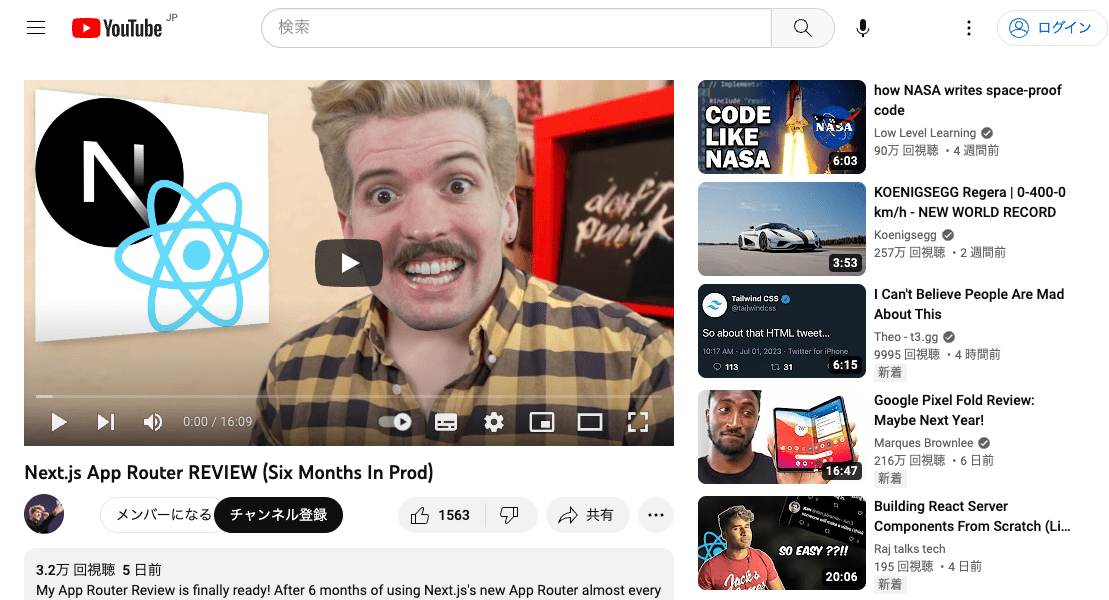 YouTube JP
検索
ログイン
N
daft
punk
0:00 / 16:09
Next.js App Router REVIEW (Six Months In Prod)
メンバーになる
チャンネル登録
1563
共有
3.2万 回視聴 5 日前
My App Router Review is finally ready! After 6 months of using Next.js's new App Router almost every
// Implementa
#include "read
CODE
LIKE
NASA
NASA
6:03
how NASA writes space-proof
code
Low Level Learning
90万 回視聴 ・4 週間前
3:53
KOENIGSEGG Regera | 0-400-0
km/h - NEW WORLD RECORD
Koenigsegg
257万 回視聴 ・2 週間前
Tailwind CSS
@tailwindcss
So about that HTML tweet...
10:17 AM · Jul 01, 2023 · Twitter for iPhone
113
31
6:15
I Can't Believe People Are Mad
About This
Theo - t3.gg
9995 回視聴 ・4 時間前
新着
16:47
Google Pixel Fold Review:
Maybe Next Year!
Marques Brownlee
216万 回視聴 ・6 日前
新着
SO EASY ??!!
Jack's
20:06
Building React Server
Components From Scratch (Li...
Raj talks tech
195 回視聴 ・4 日前
新着